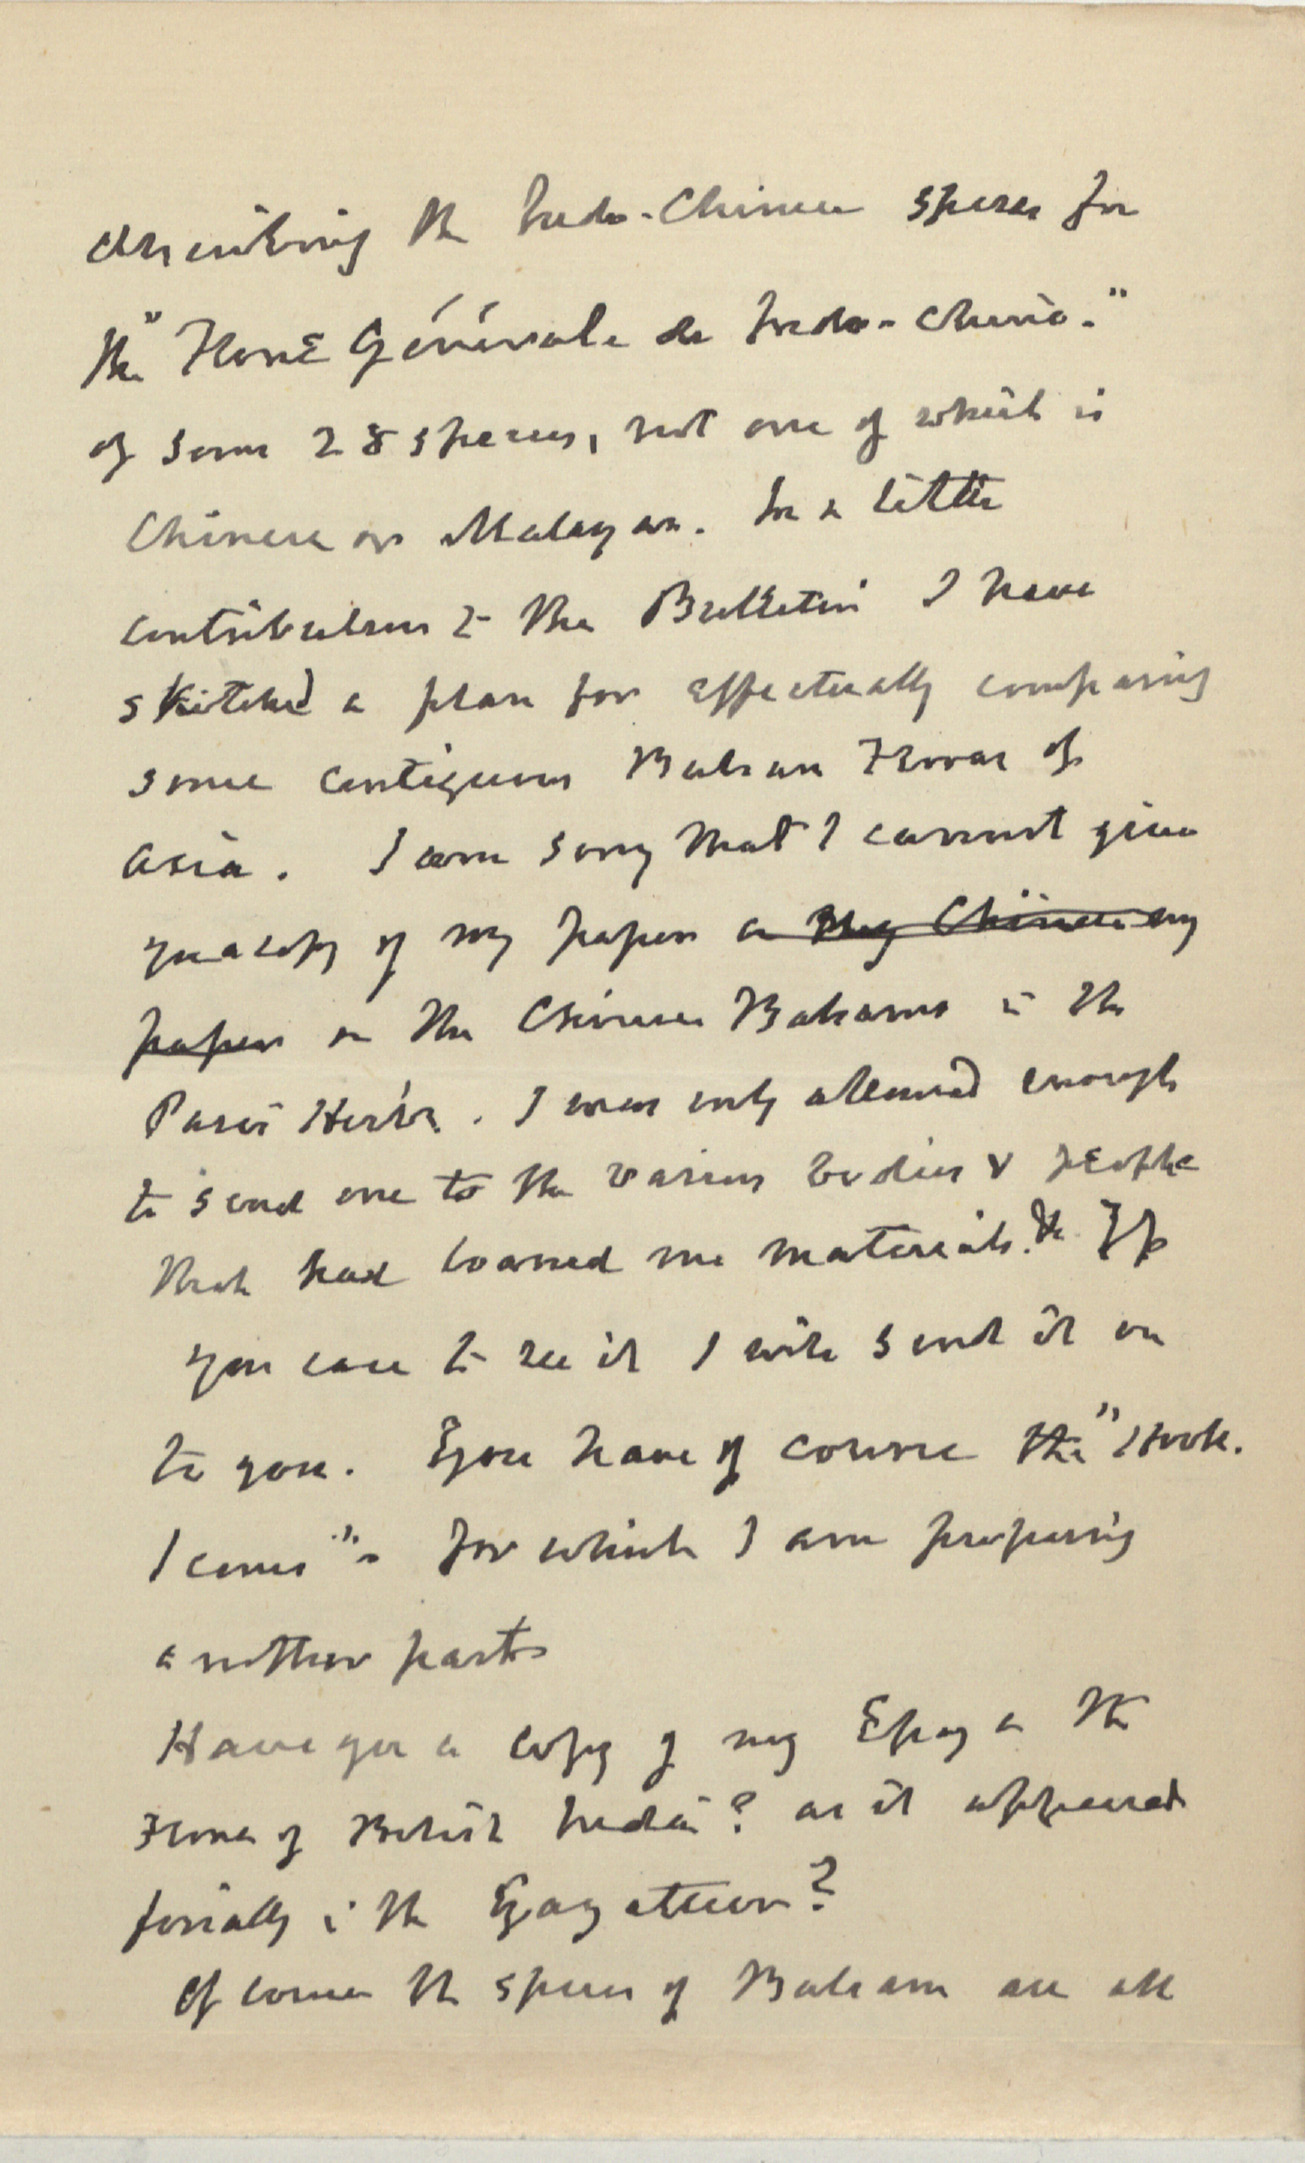 describing the Indo-Chinese species for
the "Flore Générale de Indo-Chine."
of some 28 species, not one of which is
Chinese or Malayan. In a little
contribution to the Bulletin I have
sketched a plan for effectually comparing
some contiguous Balsam Floras of
Asia. I am sorry that I cannot give
you a copy of my paper on my Chinese my
paper on the Chinese Balsams in the
Paris Herb. I was only allowed enough
to send one to the various bodies & people
that had loaned me materials. &c If
you care to see it I will send it on
to you. You have of course the "Hook.
Icones" for which I am preparing
another part
Have you a copy of my Essay on the
Flora of British India? as it appeared
finally in the Gazetteer?
Of course the species of Balsam are all